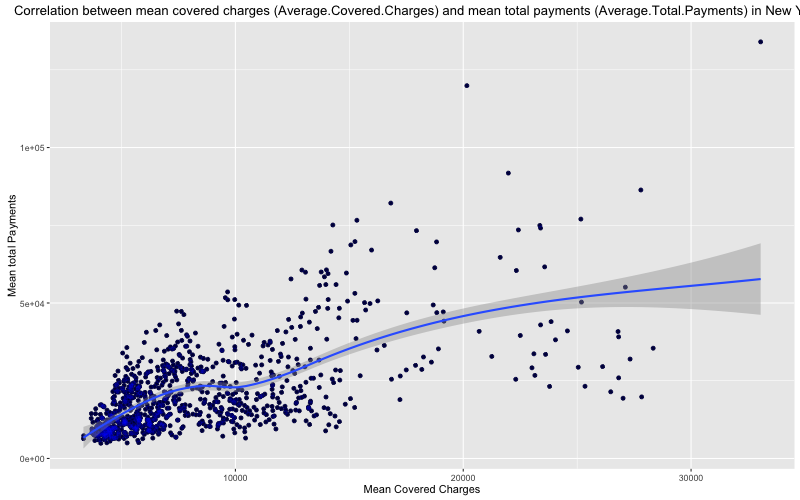 Correlation between mean covered charges (Average.Covered.Charges) and mean total payments (Average.Total.Payments) in New Y
1e+05
5e+04
0e+00
Mean total Payments
10000
20000
30000
Mean Covered Charges